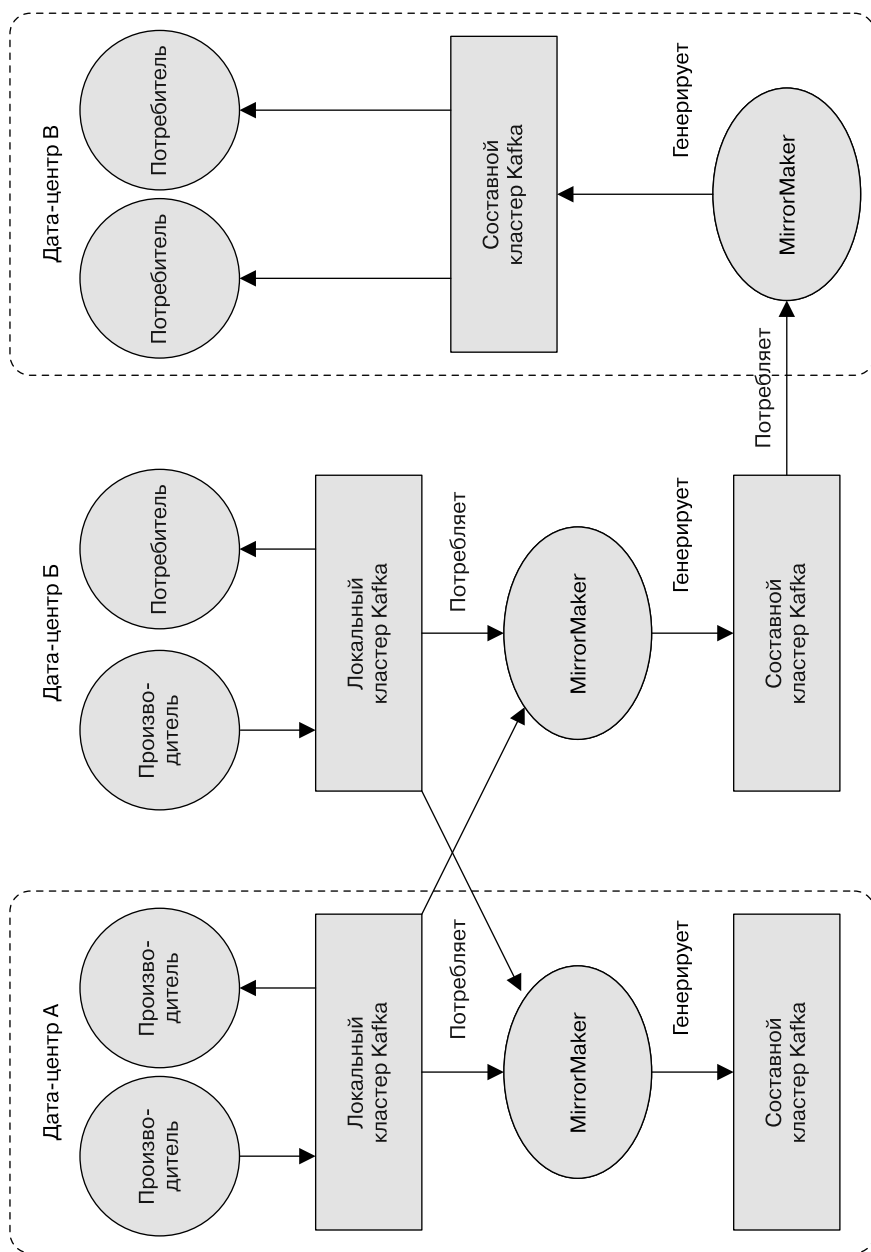 Дата-центр А
Произво-
дитель
Произво-
дитель
Локальный
кластер Kafka
Потребляет
MirrorMaker
Генерирует
Составной
кластер Kafka
Дата-центр Б
Произво-
дитель
Потребитель
Локальный
кластер Kafka
Потребляет
MirrorMaker
Генерирует
Составной
кластер Kafka
Потребляет
Дата-центр В
Потребитель
Потребитель
Составной
кластер Kafka
Генерирует
MirrorMaker